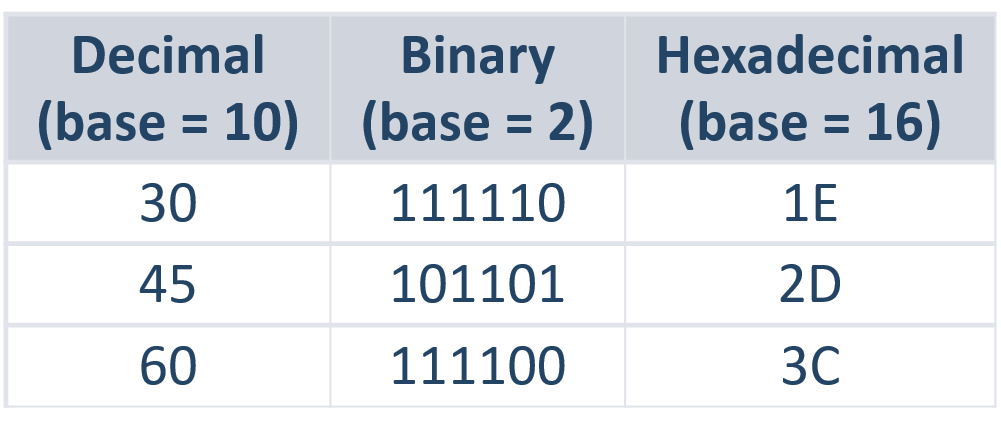 Decimal Binary Hexadecimal
(base = 10) (base = 2) (base = 16)
30 111110 1E
45 101101 2D
60 111100 3C